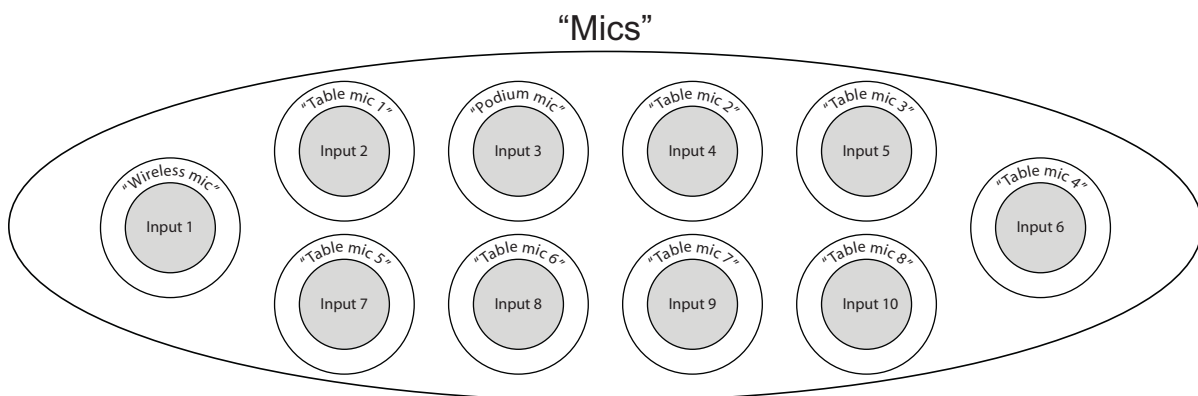 “Mics”
“Table mic 1”
“Podium mic”
“Table mic 2”
“Table mic 3”
Input 2
Input 3
Input 4
Input 5
“Wireless mic”
“Table mic 4”
Input 1
Input 6
“Table mic 5”
“Table mic 6”
“Table mic 7”
“Table mic 8”
Input 7
Input 8
Input 9
Input 10